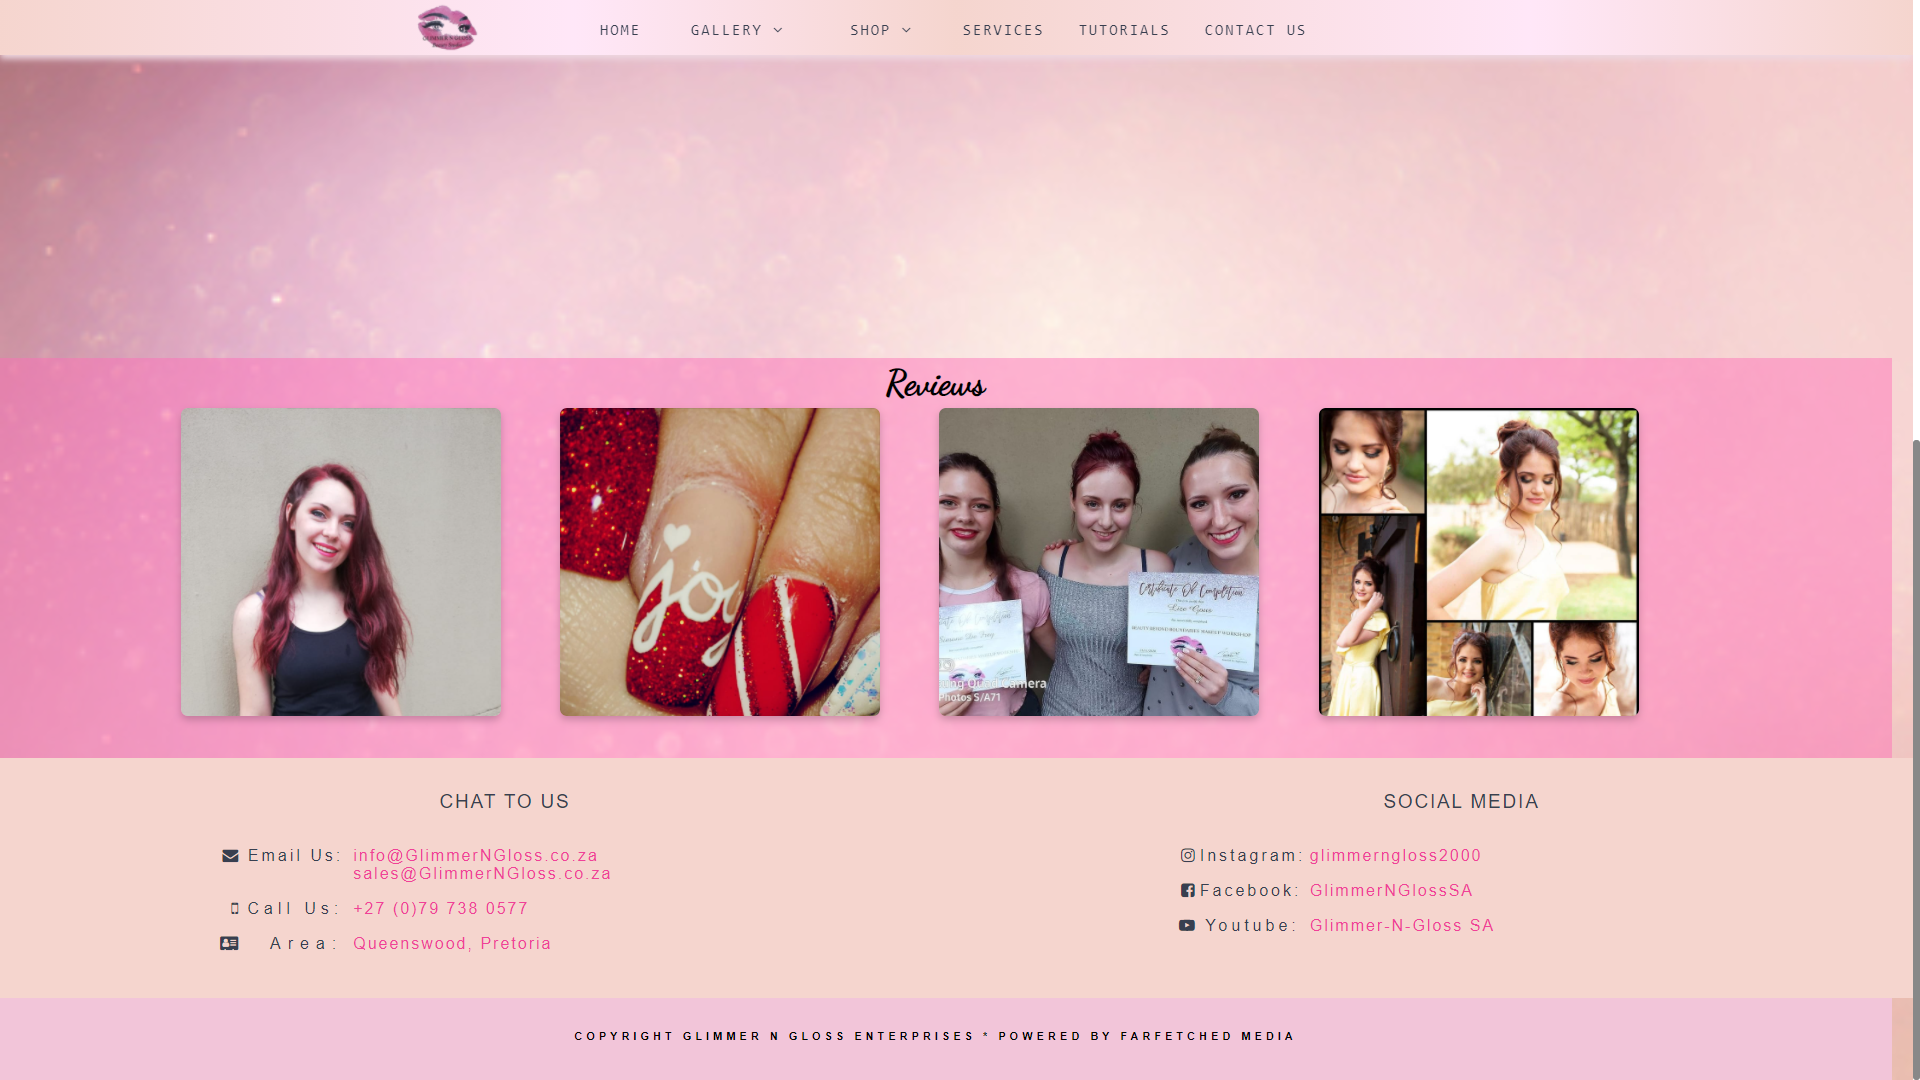 HOME GALLERY SHOP SERVICES TUTORIALS CONTACT US
Reviews
joy
Certificate Of Completion
Photos S/A71
CHAT TO US
Email Us: info@GlimmerNGloss.co.za
sales@GlimmerNGloss.co.za
Call Us: +27 (0)79 738 0577
Area: Queenswood, Pretoria
SOCIAL MEDIA
Instagram: glimmerngloss2000
Facebook: GlimmerNGlossSA
Youtube: Glimmer-N-Gloss SA
COPYRIGHT GLIMMER N GLOSS ENTERPRISES * POWERED BY FARFETCHED MEDIA